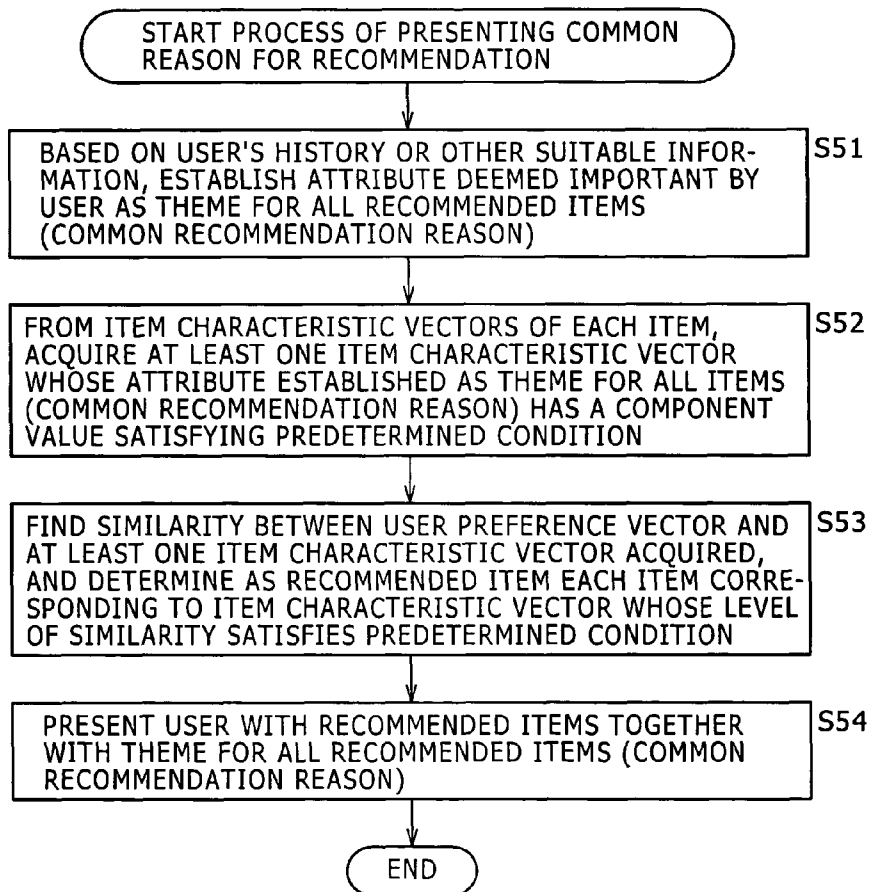 START PROCESS OF PRESENTING COMMON
REASON FOR RECOMMENDATION
BASED ON USER'S HISTORY OR OTHER SUITABLE INFOR-
MATION, ESTABLISH ATTRIBUTE DEEMED IMPORTANT BY
USER AS THEME FOR ALL RECOMMENDED ITEMS
(COMMON RECOMMENDATION REASON)
S51
FROM ITEM CHARACTERISTIC VECTORS OF EACH ITEM,
ACQUIRE AT LEAST ONE ITEM CHARACTERISTIC VECTOR
WHOSE ATTRIBUTE ESTABLISHED AS THEME FOR ALL ITEMS
(COMMON RECOMMENDATION REASON) HAS A COMPONENT
VALUE SATISFYING PREDETERMINED CONDITION
S52
FIND SIMILARITY BETWEEN USER PREFERENCE VECTOR AND
AT LEAST ONE ITEM CHARACTERISTIC VECTOR ACQUIRED,
AND DETERMINE AS RECOMMENDED ITEM EACH ITEM CORRE-
SPONDING TO ITEM CHARACTERISTIC VECTOR WHOSE LEVEL
OF SIMILARITY SATISFIES PREDETERMINED CONDITION
S53
PRESENT USER WITH RECOMMENDED ITEMS TOGETHER
WITH THEME FOR ALL RECOMMENDED ITEMS (COMMON
RECOMMENDATION REASON)
S54
END